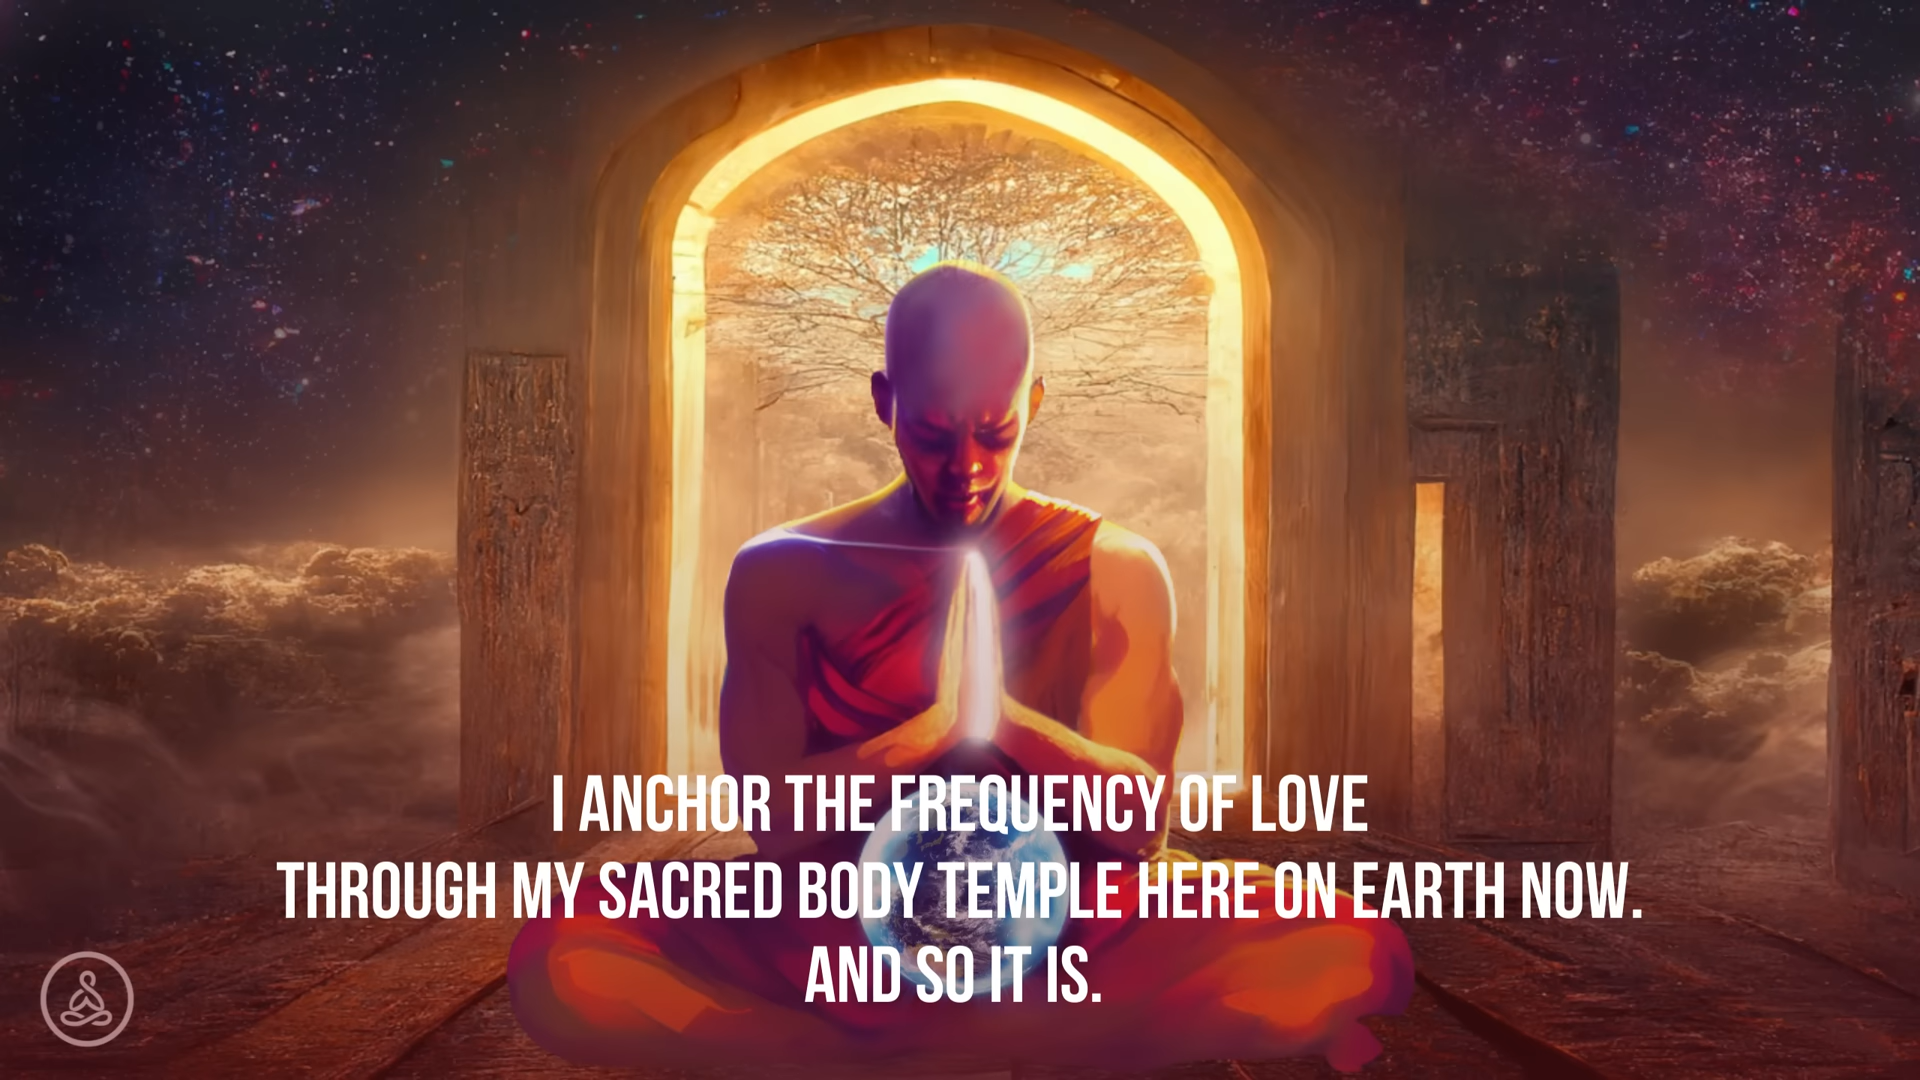 I ANCHOR THE FREQUENCY OF LOVE
THROUGH MY SACRED BODY TEMPLE HERE ON EARTH NOW.
AND SO IT IS.